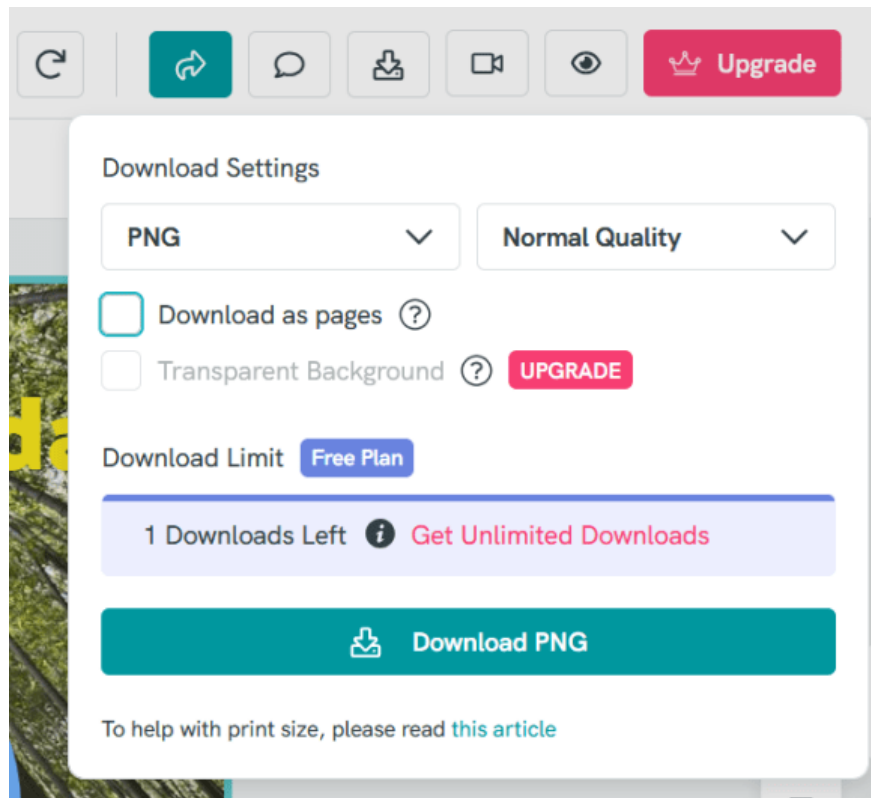 Upgrade
Download Settings
PNG
Normal Quality
Download as pages ?
Transparent Background ? UPGRADE
da
Download Limit Free Plan
1 Downloads Left i Get Unlimited Downloads
Download PNG
To help with print size, please read this article